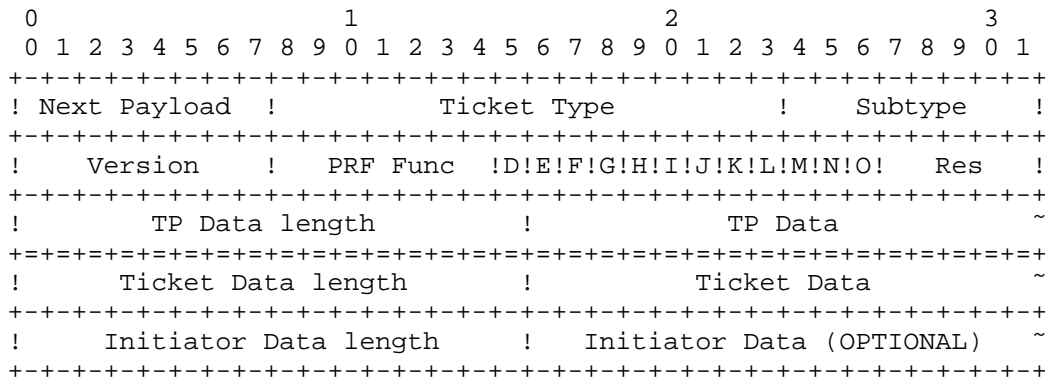 0                   1                   2                   3
 0 1 2 3 4 5 6 7 8 9 0 1 2 3 4 5 6 7 8 9 0 1 2 3 4 5 6 7 8 9 0 1
+-+-+-+-+-+-+-+-+-+-+-+-+-+-+-+-+-+-+-+-+-+-+-+-+-+-+-+-+-+-+-+-+
! Next Payload  !          Ticket Type          !    Subtype    !
+-+-+-+-+-+-+-+-+-+-+-+-+-+-+-+-+-+-+-+-+-+-+-+-+-+-+-+-+-+-+-+-+
!    Version    !   PRF Func  !D!E!F!G!H!I!J!K!L!M!N!O!   Res   !
+-+-+-+-+-+-+-+-+-+-+-+-+-+-+-+-+-+-+-+-+-+-+-+-+-+-+-+-+-+-+-+-+
!        TP Data length         !            TP Data            ~
+=+=+=+=+=+=+=+=+=+=+=+=+=+=+=+=+=+=+=+=+=+=+=+=+=+=+=+=+=+=+=+=+
!      Ticket Data length       !          Ticket Data          ~
+-+-+-+-+-+-+-+-+-+-+-+-+-+-+-+-+-+-+-+-+-+-+-+-+-+-+-+-+-+-+-+-+
!     Initiator Data length     !   Initiator Data (OPTIONAL)   ~
+-+-+-+-+-+-+-+-+-+-+-+-+-+-+-+-+-+-+-+-+-+-+-+-+-+-+-+-+-+-+-+-+